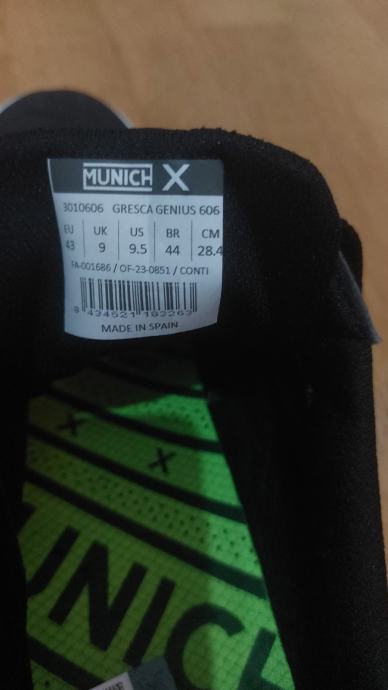 MUNICH X
3010606 GRESCA GENIUS 606
EU UK US BR CM
43 9 9.5 44 28.4
FA-001686 / OF-23-0851 / CONTI
8 434521 183263
MADE IN SPAIN
X X
MUNICH